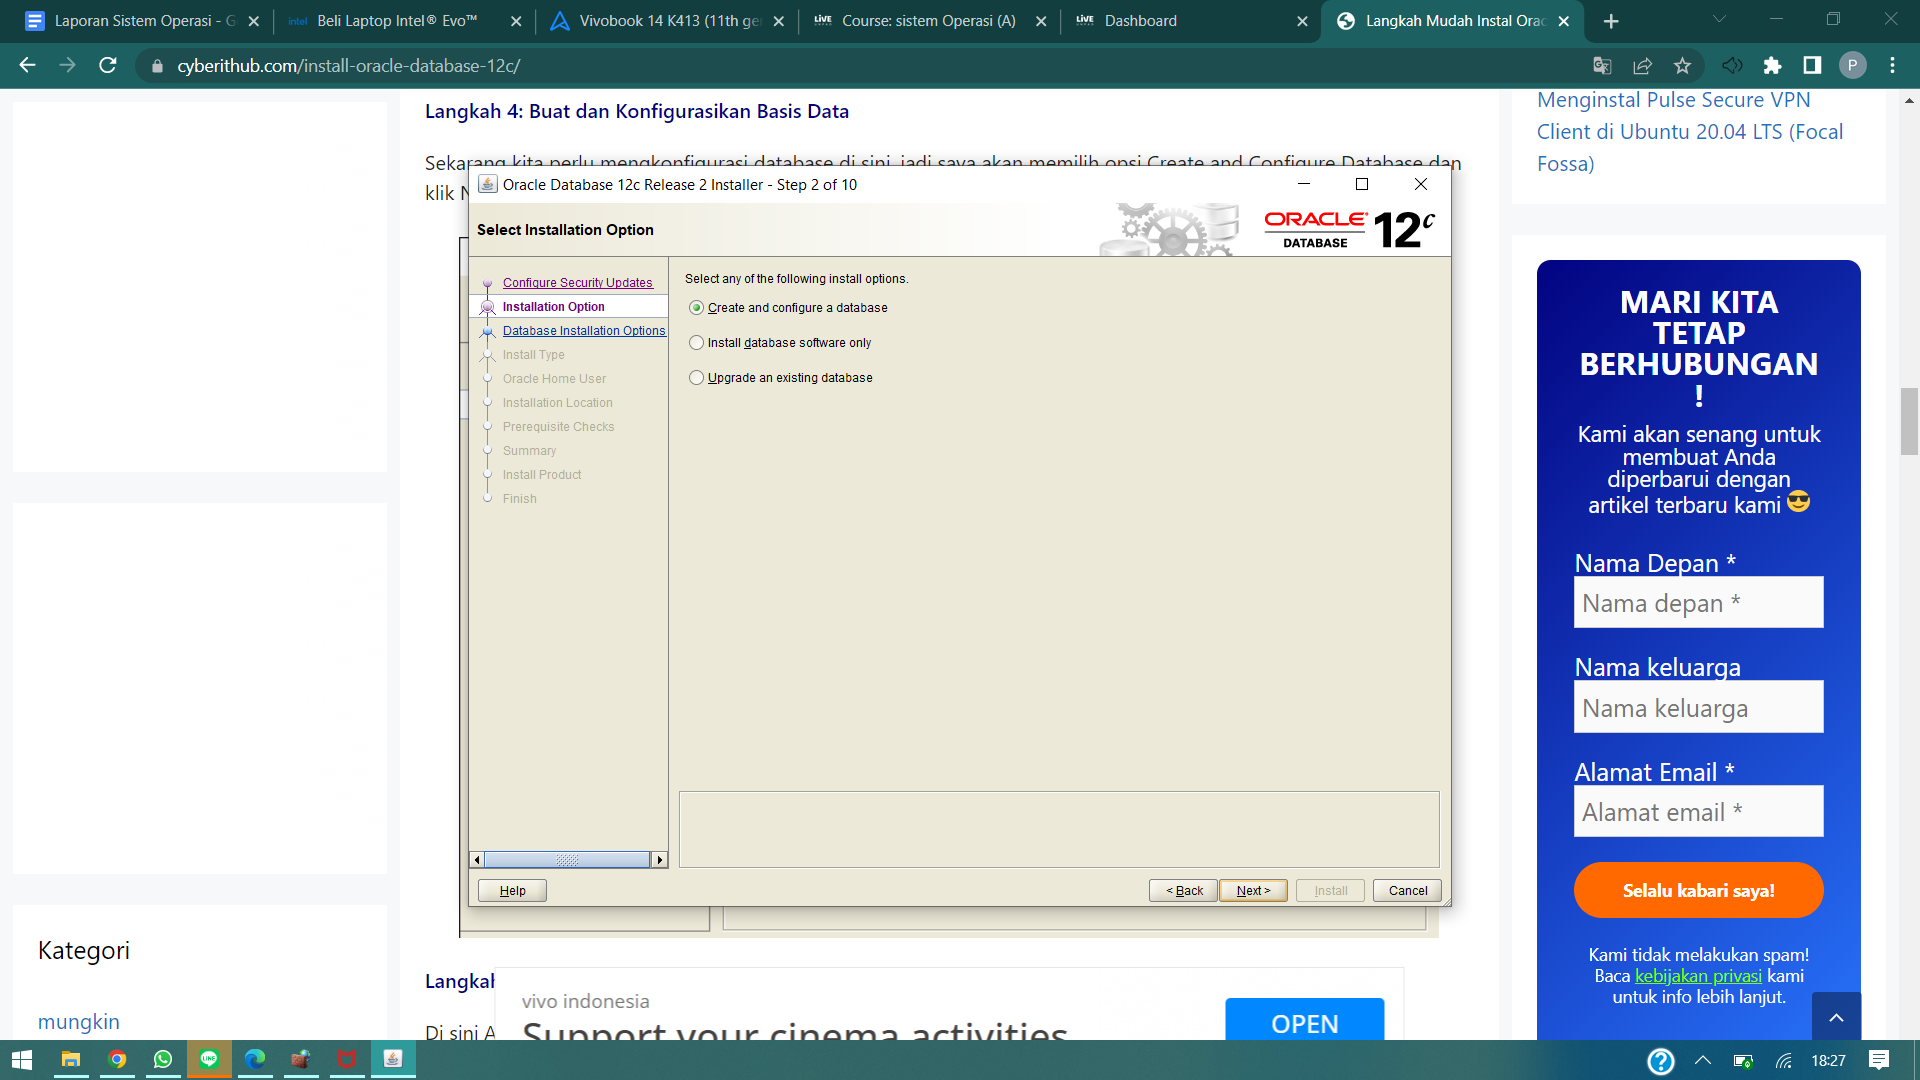 Laporan Sistem Operasi - G
intel Beli Laptop Intel® Evo™
Vivobook 14 K413 (11th ge
LiVE Course: sistem Operasi (A)
LiVE Dashboard
Langkah Mudah Instal Orac
cyberithub.com/install-oracle-database-12c/
P
Langkah 4: Buat dan Konfigurasikan Basis Data
Sekarang kita perlu mengkonfigurasi database di sini, jadi saya akan memilih opsi Create and Configure Database dan
klik N
Oracle Database 12c Release 2 Installer - Step 2 of 10
Select Installation Option
ORACLE
DATABASE
12c
Configure Security Updates
Installation Option
Database Installation Options
Install Type
Oracle Home User
Installation Location
Prerequisite Checks
Summary
Install Product
Finish
Select any of the following install options.
Create and configure a database
Install database software only
Upgrade an existing database
Help
< Back
Next >
Install
Cancel
Kategori
mungkin
Langkah
Di sini A
vivo indonesia
Support your cinema activities
OPEN
Menginstal Pulse Secure VPN
Client di Ubuntu 20.04 LTS (Focal
Fossa)
MARI KITA
TETAP
BERHUBUNGAN
!
Kami akan senang untuk
membuat Anda
diperbarui dengan
artikel terbaru kami 😎
Nama Depan *
Nama depan *
Nama keluarga
Nama keluarga
Alamat Email *
Alamat email *
Selalu kabari saya!
Kami tidak melakukan spam!
Baca kebijakan privasi kami
untuk info lebih lanjut.
LINE
18:27